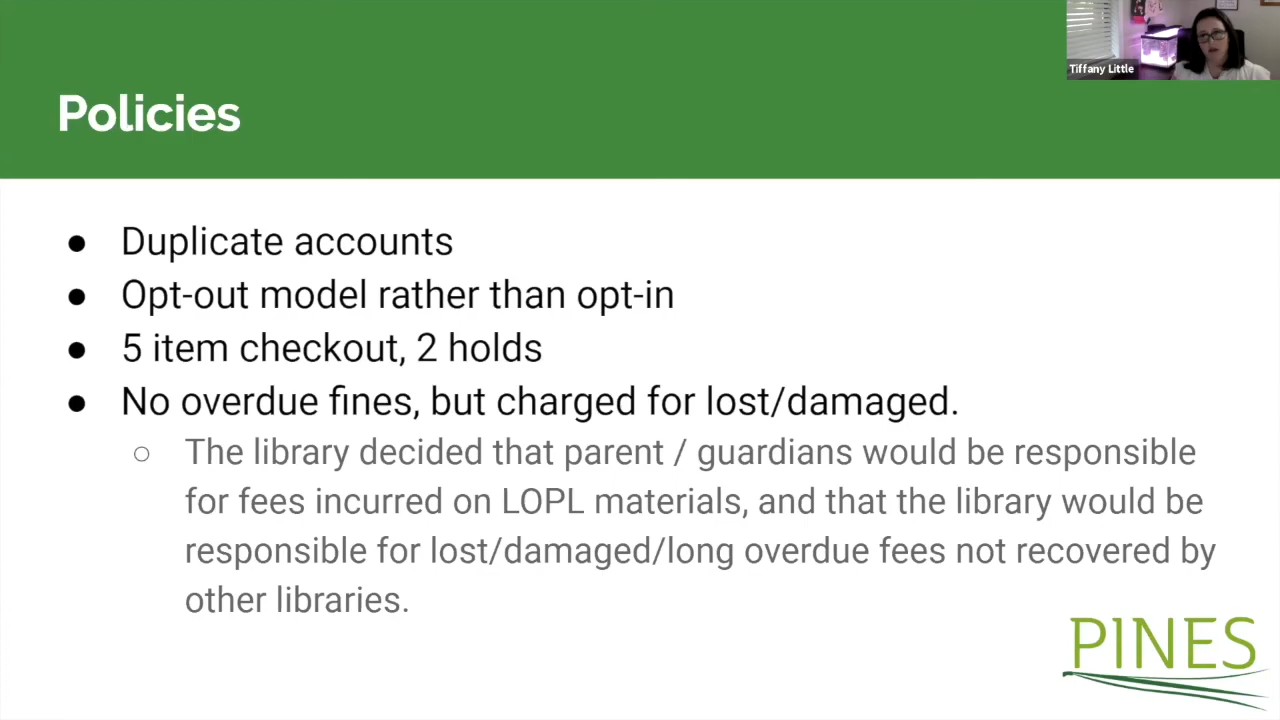 Tiffany Little
Policies
● Duplicate accounts
● Opt-out model rather than opt-in
● 5 item checkout, 2 holds
● No overdue fines, but charged for lost/damaged.
○ The library decided that parent / guardians would be responsible
for fees incurred on LOPL materials, and that the library would be
responsible for lost/damaged/long overdue fees not recovered by
other libraries.
PINES